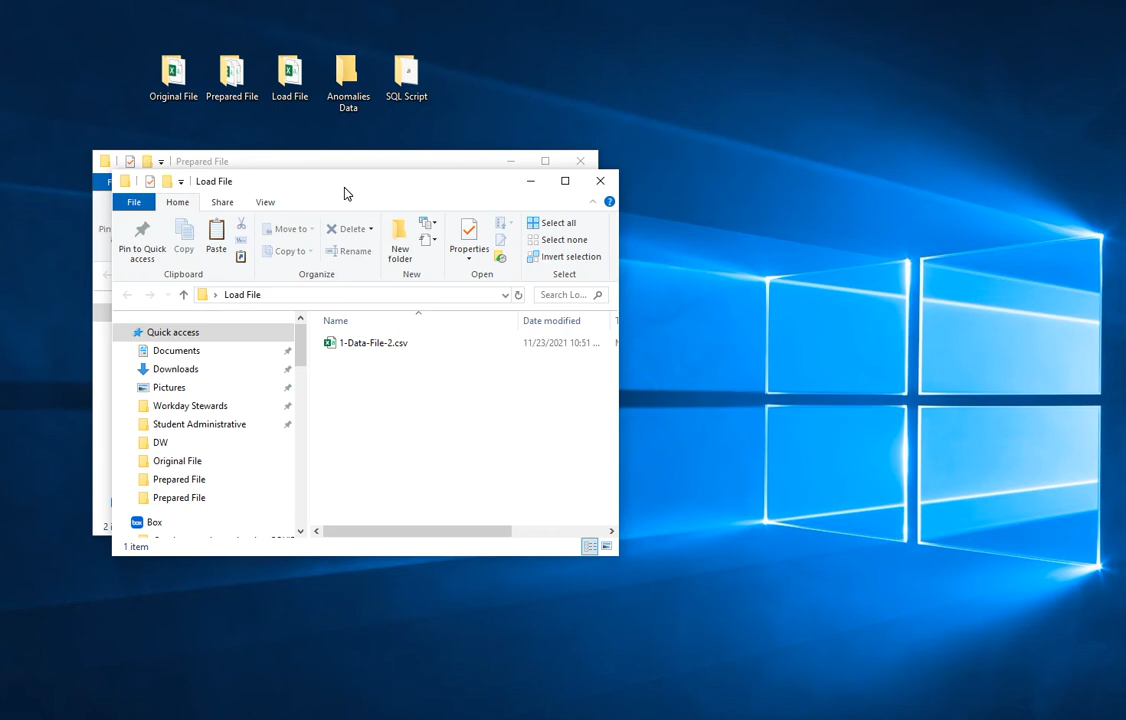 Original File
Prepared File
Load File
Anomalies
Data
SQL Script
Prepared File
Load File
File
Home
Share
View
Pin to Quick
access
Copy
Paste
Move to
Copy to
Delete
Rename
New
folder
Properties
Select all
Select none
Invert selection
Clipboard
Organize
New
Open
Select
Load File
Search Lo...
Name
Date modified
Quick access
1-Data-File-2.csv
11/23/2021 10:51 ...
Documents
Downloads
Pictures
Workday Stewards
Student Administrative
DW
Original File
Prepared File
Prepared File
box
Box
1 item